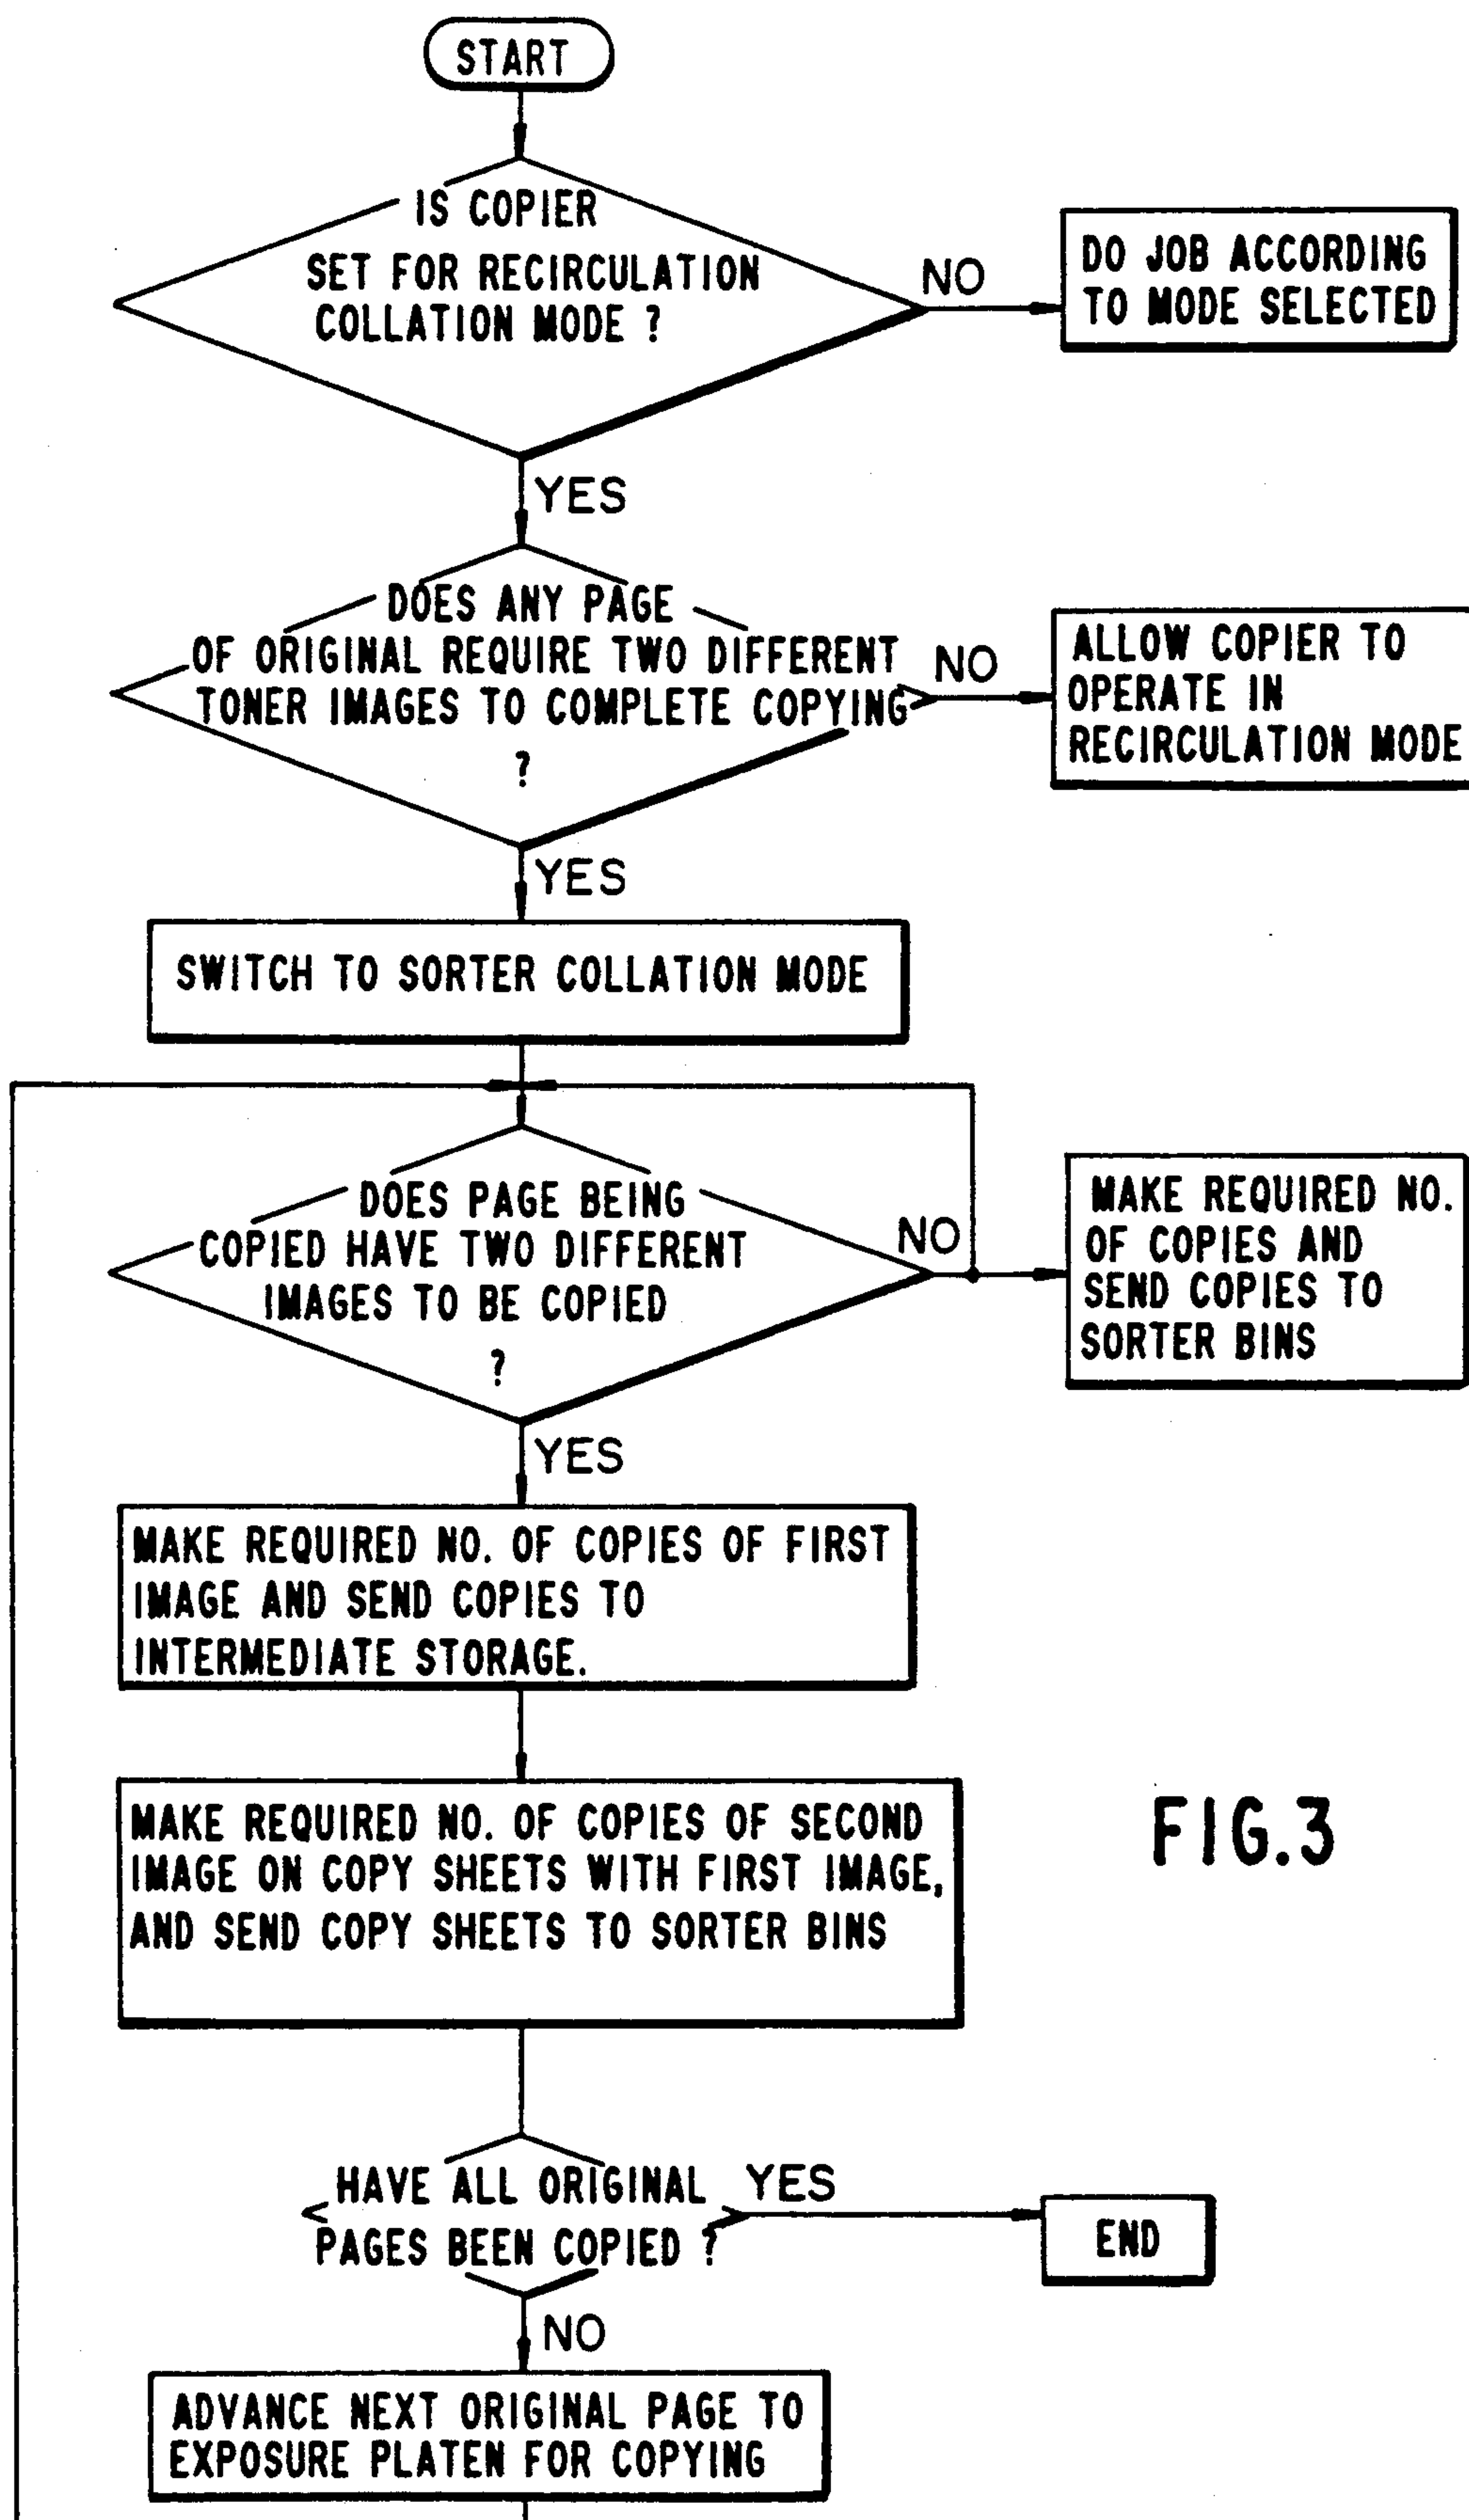 START
IS COPIER
SET FOR RECIRCULATION
COLLATION MODE ?
NO
DO JOB ACCORDING
TO MODE SELECTED
YES
DOES ANY PAGE
OF ORIGINAL REQUIRE TWO DIFFERENT
TONER IMAGES TO COMPLETE COPYING
?
NO
ALLOW COPIER TO
OPERATE IN
RECIRCULATION MODE
YES
SWITCH TO SORTER COLLATION MODE
DOES PAGE BEING
COPIED HAVE TWO DIFFERENT
IMAGES TO BE COPIED
?
NO
MAKE REQUIRED NO.
OF COPIES AND
SEND COPIES TO
SORTER BINS
YES
MAKE REQUIRED NO. OF COPIES OF FIRST
IMAGE AND SEND COPIES TO
INTERMEDIATE STORAGE.
MAKE REQUIRED NO. OF COPIES OF SECOND
IMAGE ON COPY SHEETS WITH FIRST IMAGE,
AND SEND COPY SHEETS TO SORTER BINS
FIG.3
HAVE ALL ORIGINAL
PAGES BEEN COPIED ?
YES
END
NO
ADVANCE NEXT ORIGINAL PAGE TO
EXPOSURE PLATEN FOR COPYING